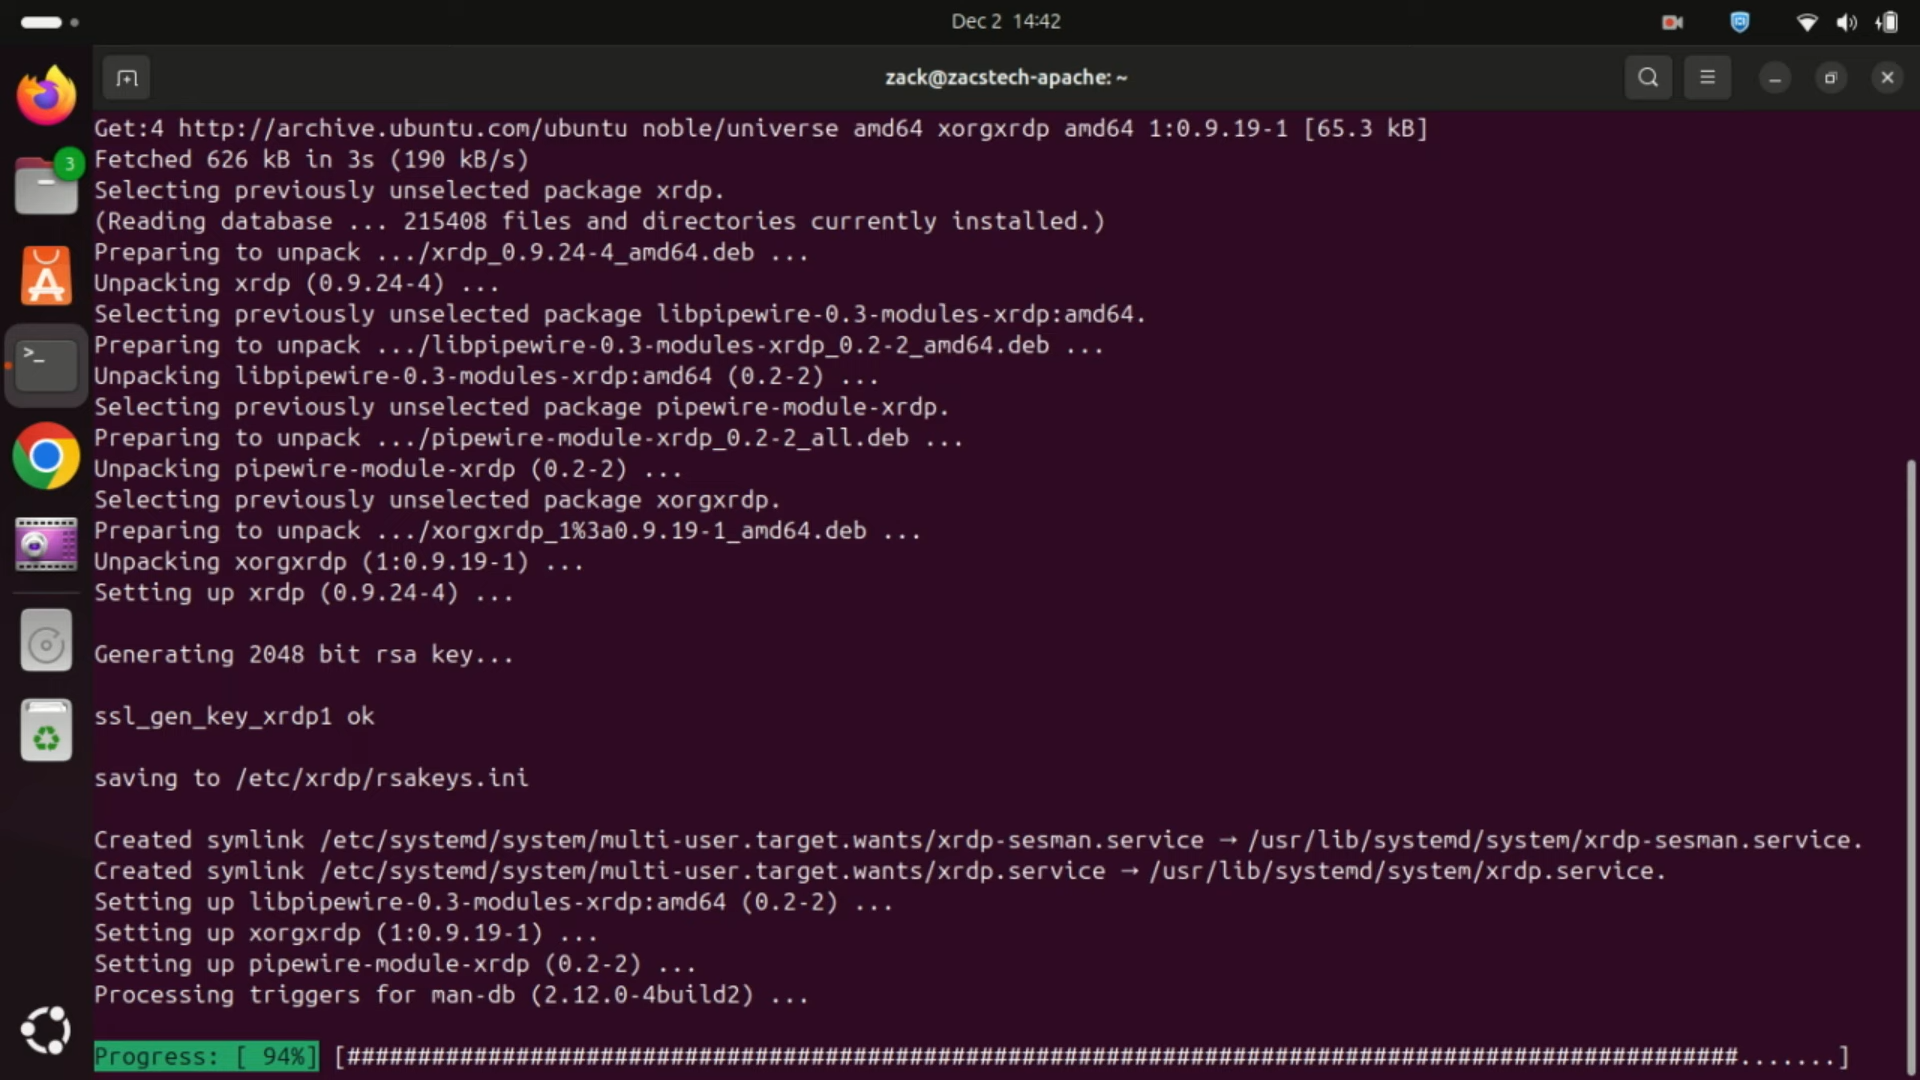 Dec 2 14:42
zack@zacstech-apache: ~
3
Get:4 http://archive.ubuntu.com/ubuntu noble/universe amd64 xorgxrdp amd64 1:0.9.19-1 [65.3 kB]
Fetched 626 kB in 3s (190 kB/s)
Selecting previously unselected package xrdp.
(Reading database ... 215408 files and directories currently installed.)
Preparing to unpack .../xrdp_0.9.24-4_amd64.deb ...
Unpacking xrdp (0.9.24-4) ...
Selecting previously unselected package libpipewire-0.3-modules-xrdp:amd64.
Preparing to unpack .../libpipewire-0.3-modules-xrdp_0.2-2_amd64.deb ...
Unpacking libpipewire-0.3-modules-xrdp:amd64 (0.2-2) ...
Selecting previously unselected package pipewire-module-xrdp.
Preparing to unpack .../pipewire-module-xrdp_0.2-2_all.deb ...
Unpacking pipewire-module-xrdp (0.2-2) ...
Selecting previously unselected package xorgxrdp.
Preparing to unpack .../xorgxrdp_1%3a0.9.19-1_amd64.deb ...
Unpacking xorgxrdp (1:0.9.19-1) ...
Setting up xrdp (0.9.24-4) ...
Generating 2048 bit rsa key...
ssl_gen_key_xrdp1 ok
saving to /etc/xrdp/rsakeys.ini
Created symlink /etc/systemd/system/multi-user.target.wants/xrdp-sesman.service → /usr/lib/systemd/system/xrdp-sesman.service.
Created symlink /etc/systemd/system/multi-user.target.wants/xrdp.service → /usr/lib/systemd/system/xrdp.service.
Setting up libpipewire-0.3-modules-xrdp:amd64 (0.2-2) ...
Setting up xorgxrdp (1:0.9.19-1) ...
Setting up pipewire-module-xrdp (0.2-2) ...
Processing triggers for man-db (2.12.0-4build2) ...
Progress: [ 94%] [###################################################################################################.......]